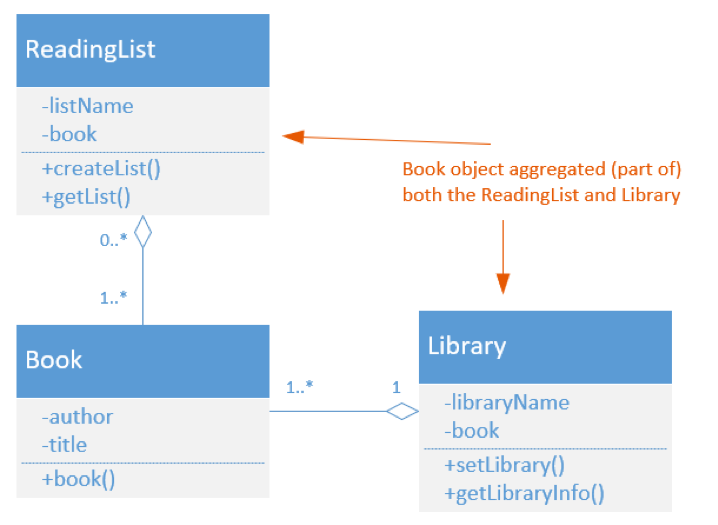 ReadingList
-listName
-book
+createList()
+getList()
Book object aggregated (part of)
both the ReadingList and Library
0..*
1..*
Book
-author
-title
+book()
1..*
1
Library
-libraryName
-book
+setLibrary()
+getLibraryInfo()